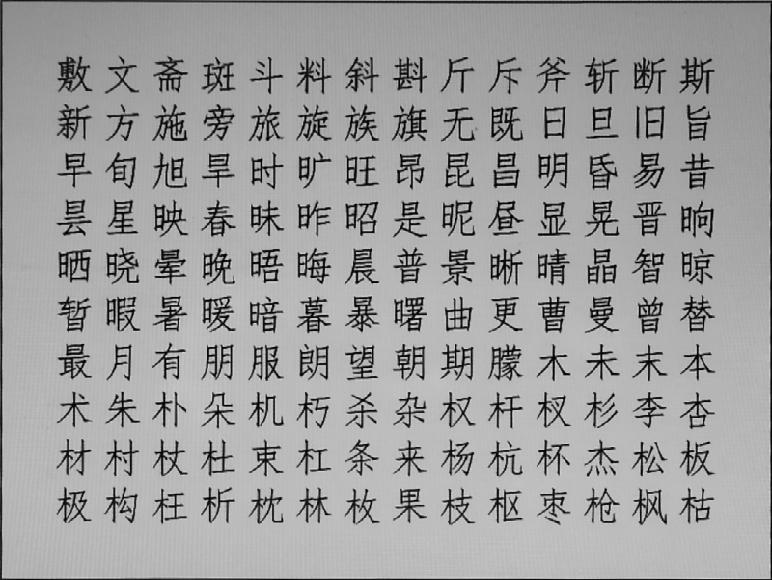 敷文斋斑斗料斜斟斤斥斧斩断斯
新方施旁旅旋族旗无既日旦旧旨
早旬旭旱时旷旺昂昆昌明昏易昔
昙星映春昧昨昭是昵昼显晃晋晌
晒晓晕晚晤晦晨普景晰晴晶智晾
暂暇暑暖暗暮暴曙曲更曹曼曾替
最月有朋服朗望朝期朦木未末本
术朱朴朵机朽杀杂权杆杈杉李杏
材村杖杜束杠条来杨杭杯杰松板
极构枉析枕林枚果枝枢枣枪枫枯